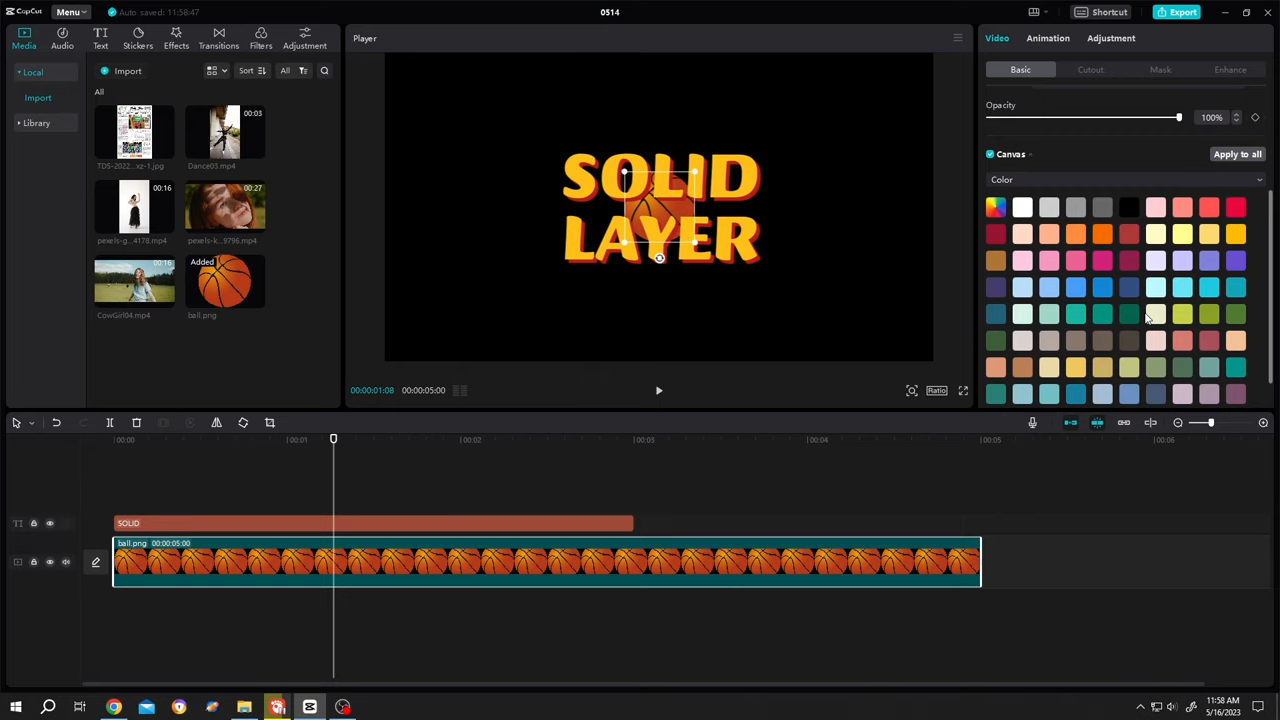 CapCut
Menu
Auto saved: 11:58:47
0514
Shortcut
Export
Media
Audio
Text
Stickers
Effects
Transitions
Filters
Adjustment
Player
Video
Animation
Adjustment
Local
Import
Library
Import
Sort
All
All
TDS-2022...xz-1.jpg
00:03
Dance03.mp4
00:16
pexels-g...4178.mp4
00:27
pexels-k...9796.mp4
00:16
CowGirl04.mp4
Added
ball.png
SOLID
LAYER
00:00:01:08
00:00:05:00
Ratio
Basic
Cutout
Mask
Enhance
Opacity
100%
Canvas
Apply to all
Color
00:00
00:01
00:02
00:03
00:04
00:05
00:06
TI
SOLID
ball.png 00:00:05:00
11:58 AM
5/16/2023